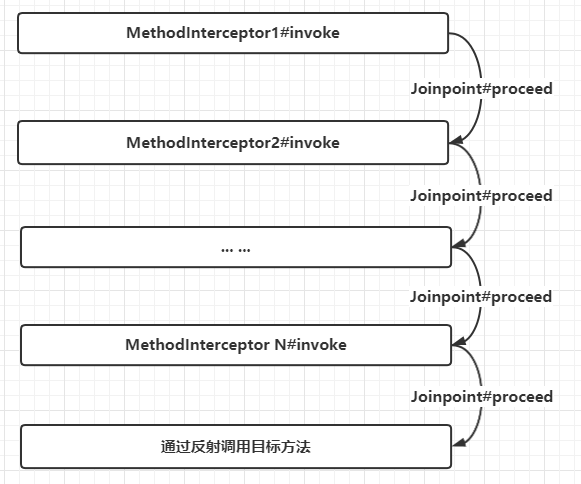 MethodInterceptor1#invoke
Joinpoint#proceed
MethodInterceptor2#invoke
Joinpoint#proceed
... ...
Joinpoint#proceed
MethodInterceptor N#invoke
Joinpoint#proceed
通过反射调用目标方法